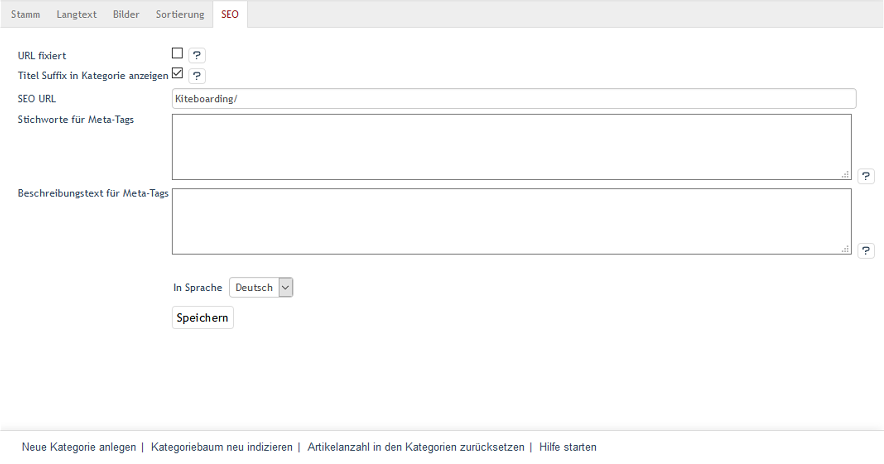 Stamm Langtext Bilder Sortierung SEO
URL fixiert ?
Titel Suffix in Kategorie anzeigen ?
SEO URL Kiteboarding/
Stichworte für Meta-Tags
?
Beschreibungstext für Meta-Tags
?
In Sprache Deutsch
Speichern
Neue Kategorie anlegen | Kategoriebaum neu indizieren | Artikelanzahl in den Kategorien zurücksetzen | Hilfe starten